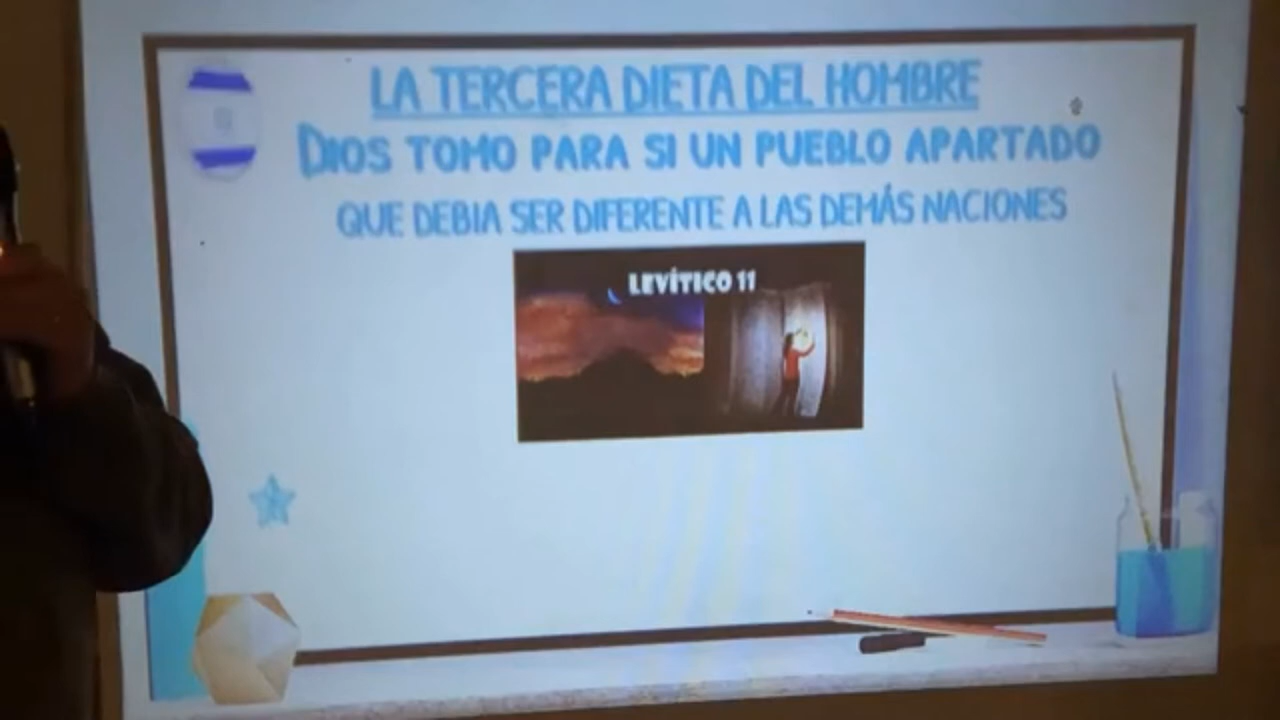 LA TERCERA DIETA DEL HOMBRE
DIOS TOMO PARA SI UN PUEBLO APARTADO
QUE DEBIA SER DIFERENTE A LAS DEMÁS NACIONES
LEVÍTICO 11